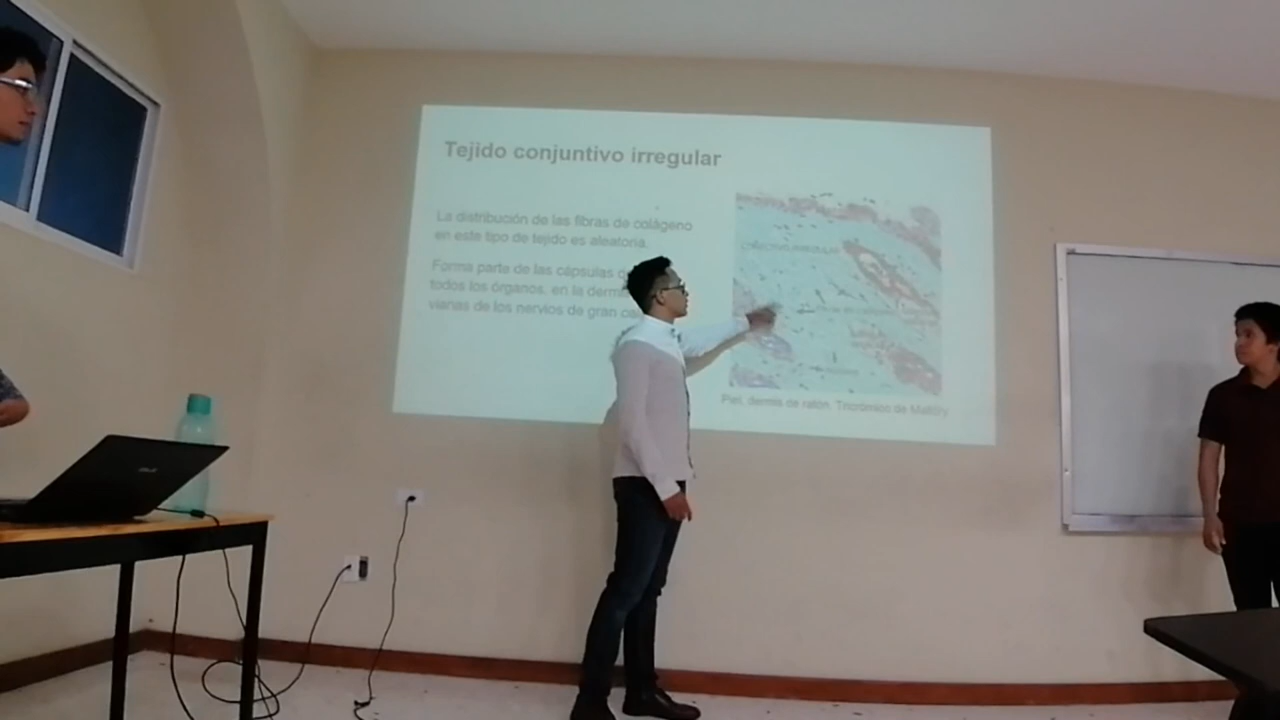 Tejido conjuntivo irregular
La distribución de las fibras de colágeno
en este tipo de tejido es aleatoria.
Forma parte de las cápsulas
todos los órganos, en la
vainas de los nervios de gran
Piel, dermis de ratón. Tricrómico de Mallory